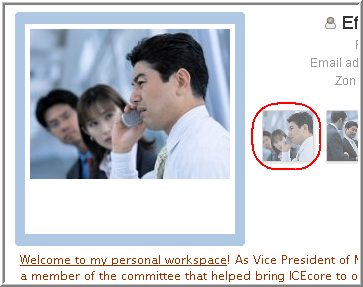 Ef
Email ad
Zon
Welcome to my personal workspace! As Vice President of
a member of the committee that helped bring ICEcore to o